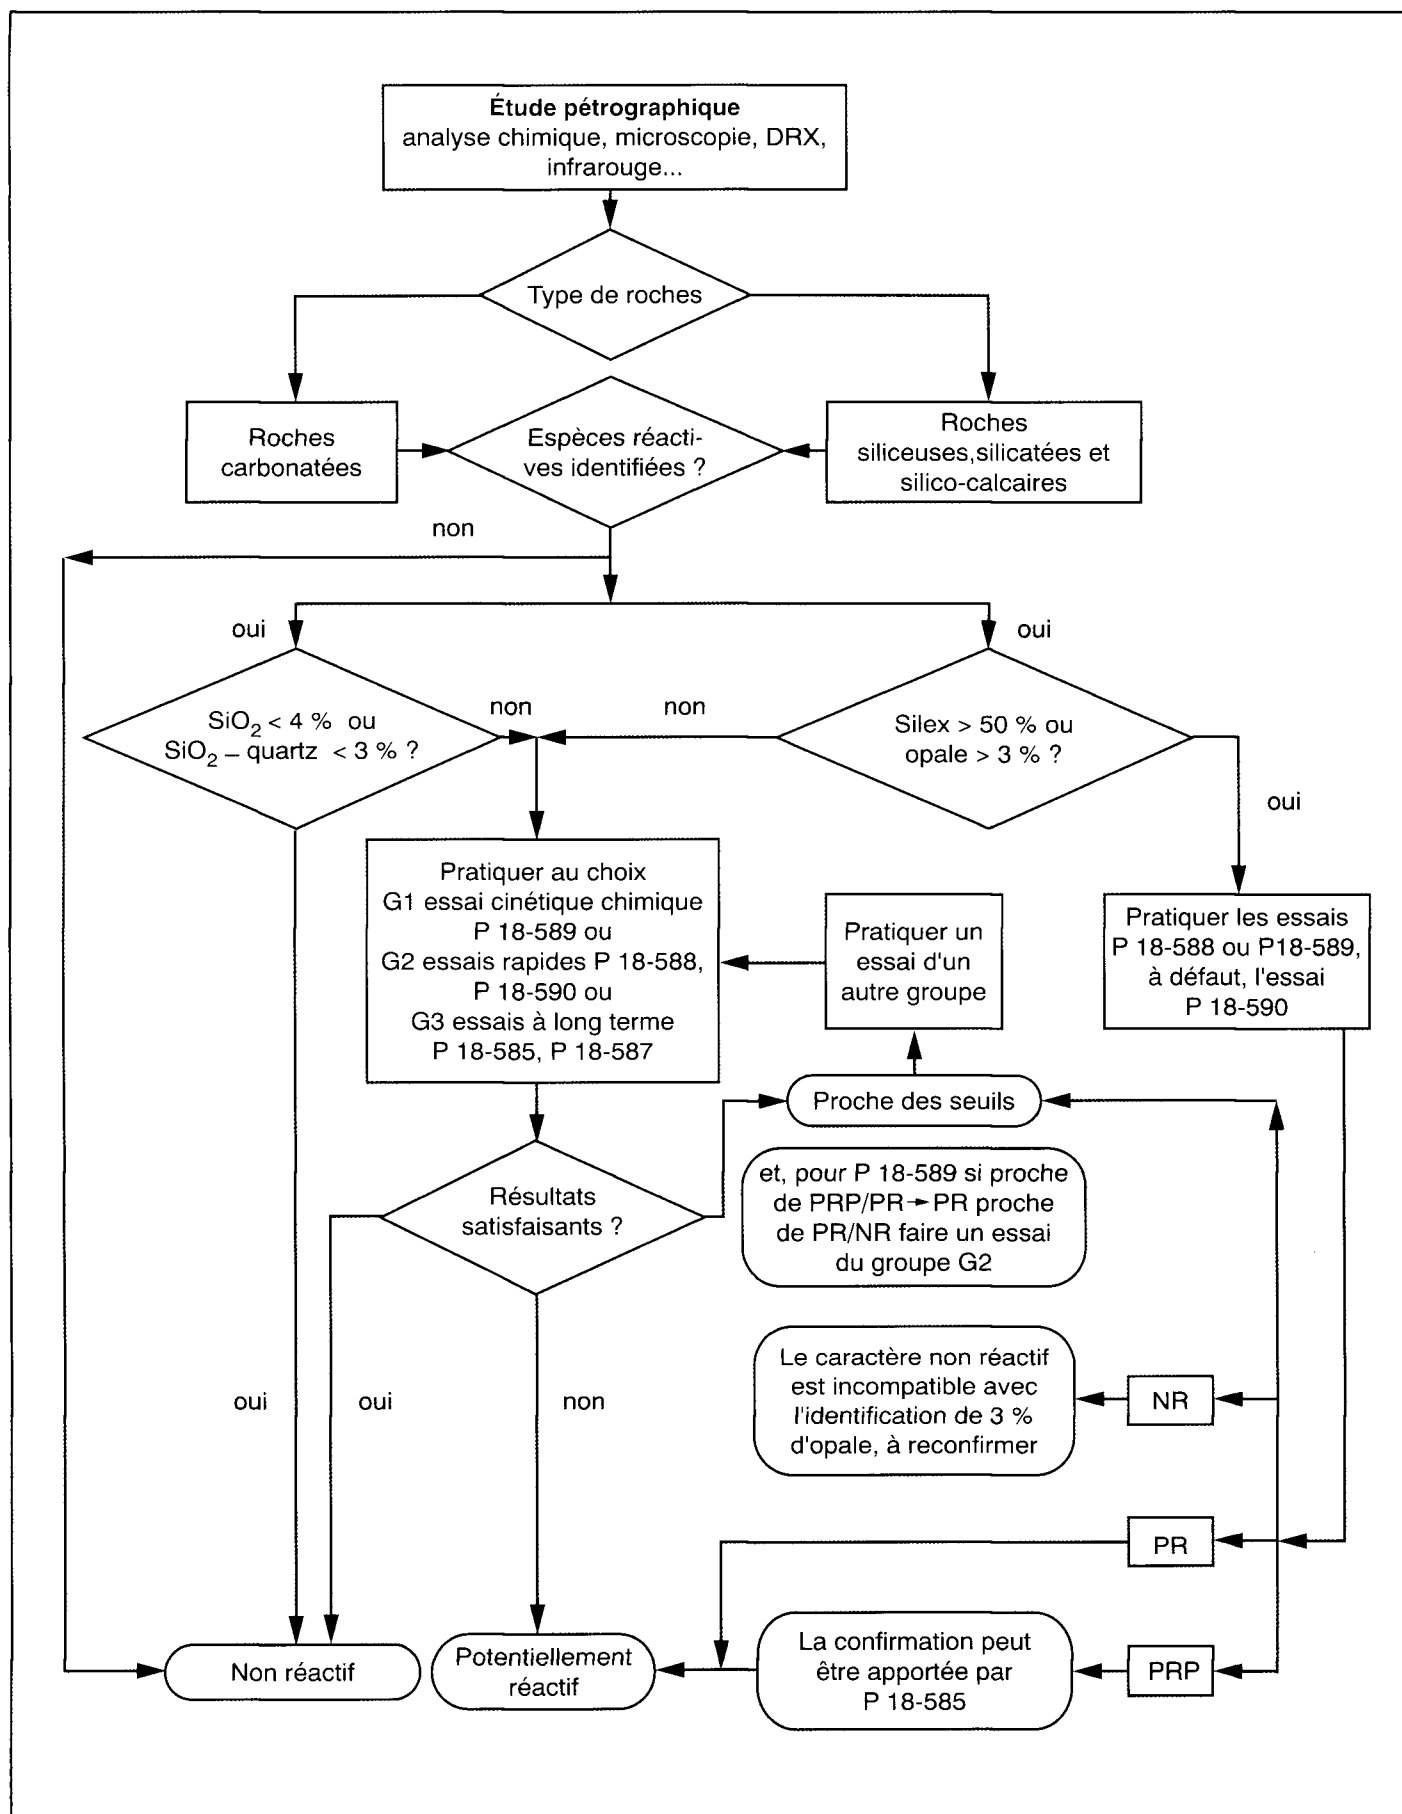 Étude pétrographique
analyse chimique, microscopie, DRX,
infrarouge...
Type de roches
Roches
carbonatées
Espèces réacti-
ves identifiées ?
Roches
siliceuses,silicatées et
silico-calcaires
non
oui
oui
SiO₂ < 4 % ou
SiO₂ – quartz < 3 % ?
non
non
Silex > 50 % ou
opale > 3 % ?
oui
Pratiquer au choix
G1 essai cinétique chimique
P 18-589 ou
G2 essais rapides P 18-588,
P 18-590 ou
G3 essais à long terme
P 18-585, P 18-587
Pratiquer un
essai d'un
autre groupe
Pratiquer les essais
P 18-588 ou P18-589,
à défaut, l'essai
P 18-590
Proche des seuils
et, pour P 18-589 si proche
de PRP/PR → PR proche
de PR/NR faire un essai
du groupe G2
Résultats
satisfaisants ?
oui
oui
non
Le caractère non réactif
est incompatible avec
l'identification de 3 %
d'opale, à reconfirmer
NR
PR
La confirmation peut
être apportée par
P 18-585
PRP
Non réactif
Potentiellement
réactif